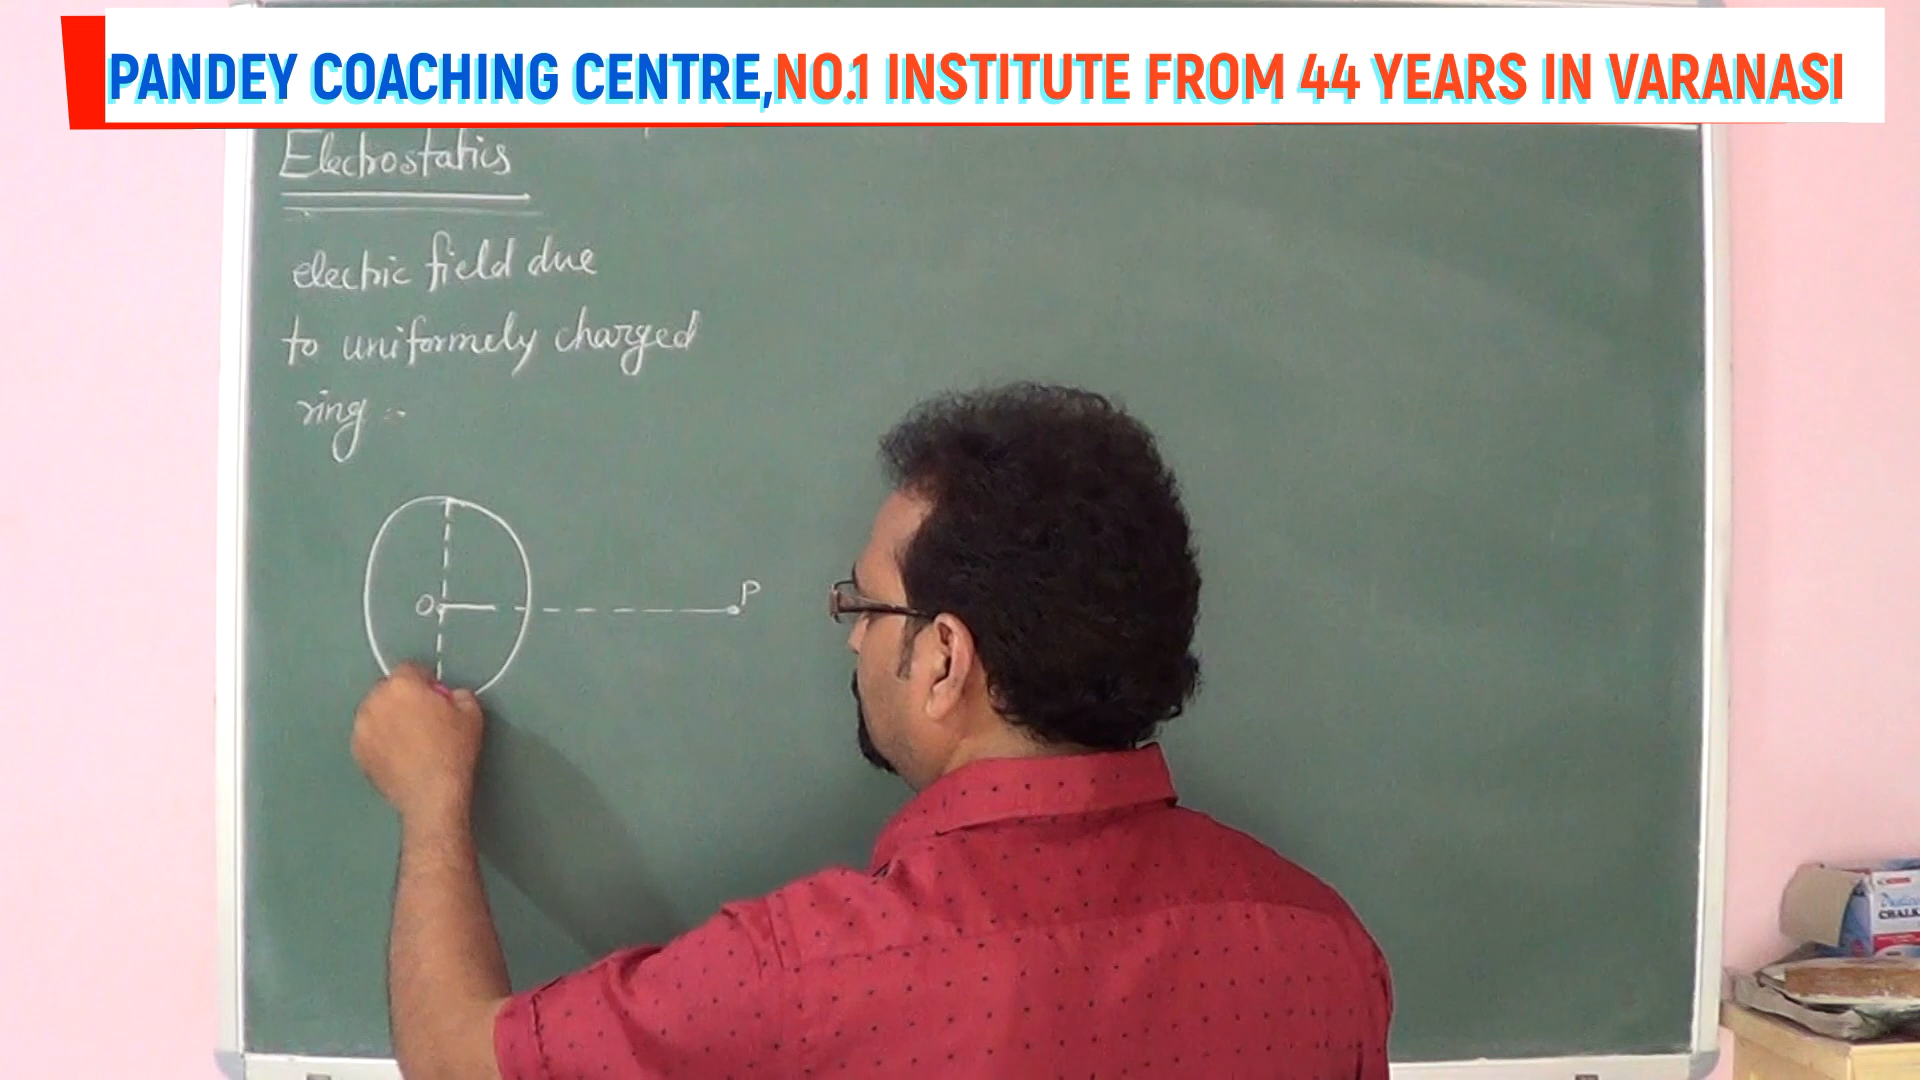 PANDEY COACHING CENTRE,NO.1 INSTITUTE FROM 44 YEARS IN VARANASI
Electrostatics
electric field due
to uniformely charged
ring :-
O
P
CHALK